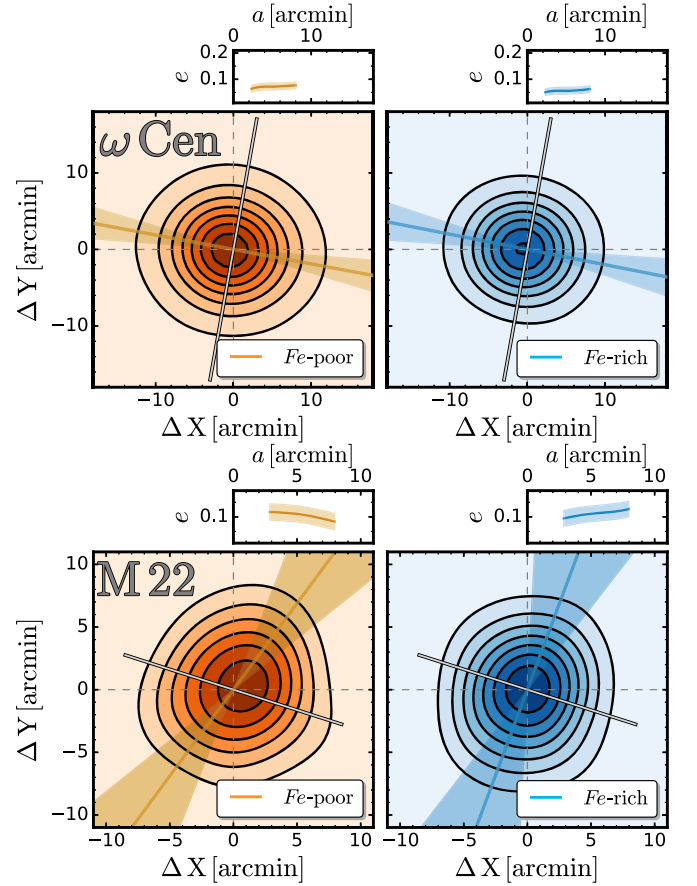 a [arcmin] a [arcmin]
0 10 0 10
e 0.2 0.1 e 0.2 0.1
ω Cen
Δ Y [arcmin] 10 0 −10
Fe-poor Fe-rich
−10 0 10 −10 0 10
Δ X [arcmin] Δ X [arcmin]
a [arcmin] a [arcmin]
0 5 10 0 5 10
e 0.1 e 0.1
M 22
Δ Y [arcmin] 10 5 0 −5 −10
Fe-poor Fe-rich
−10 −5 0 5 10 −10 −5 0 5 10
Δ X [arcmin] Δ X [arcmin]